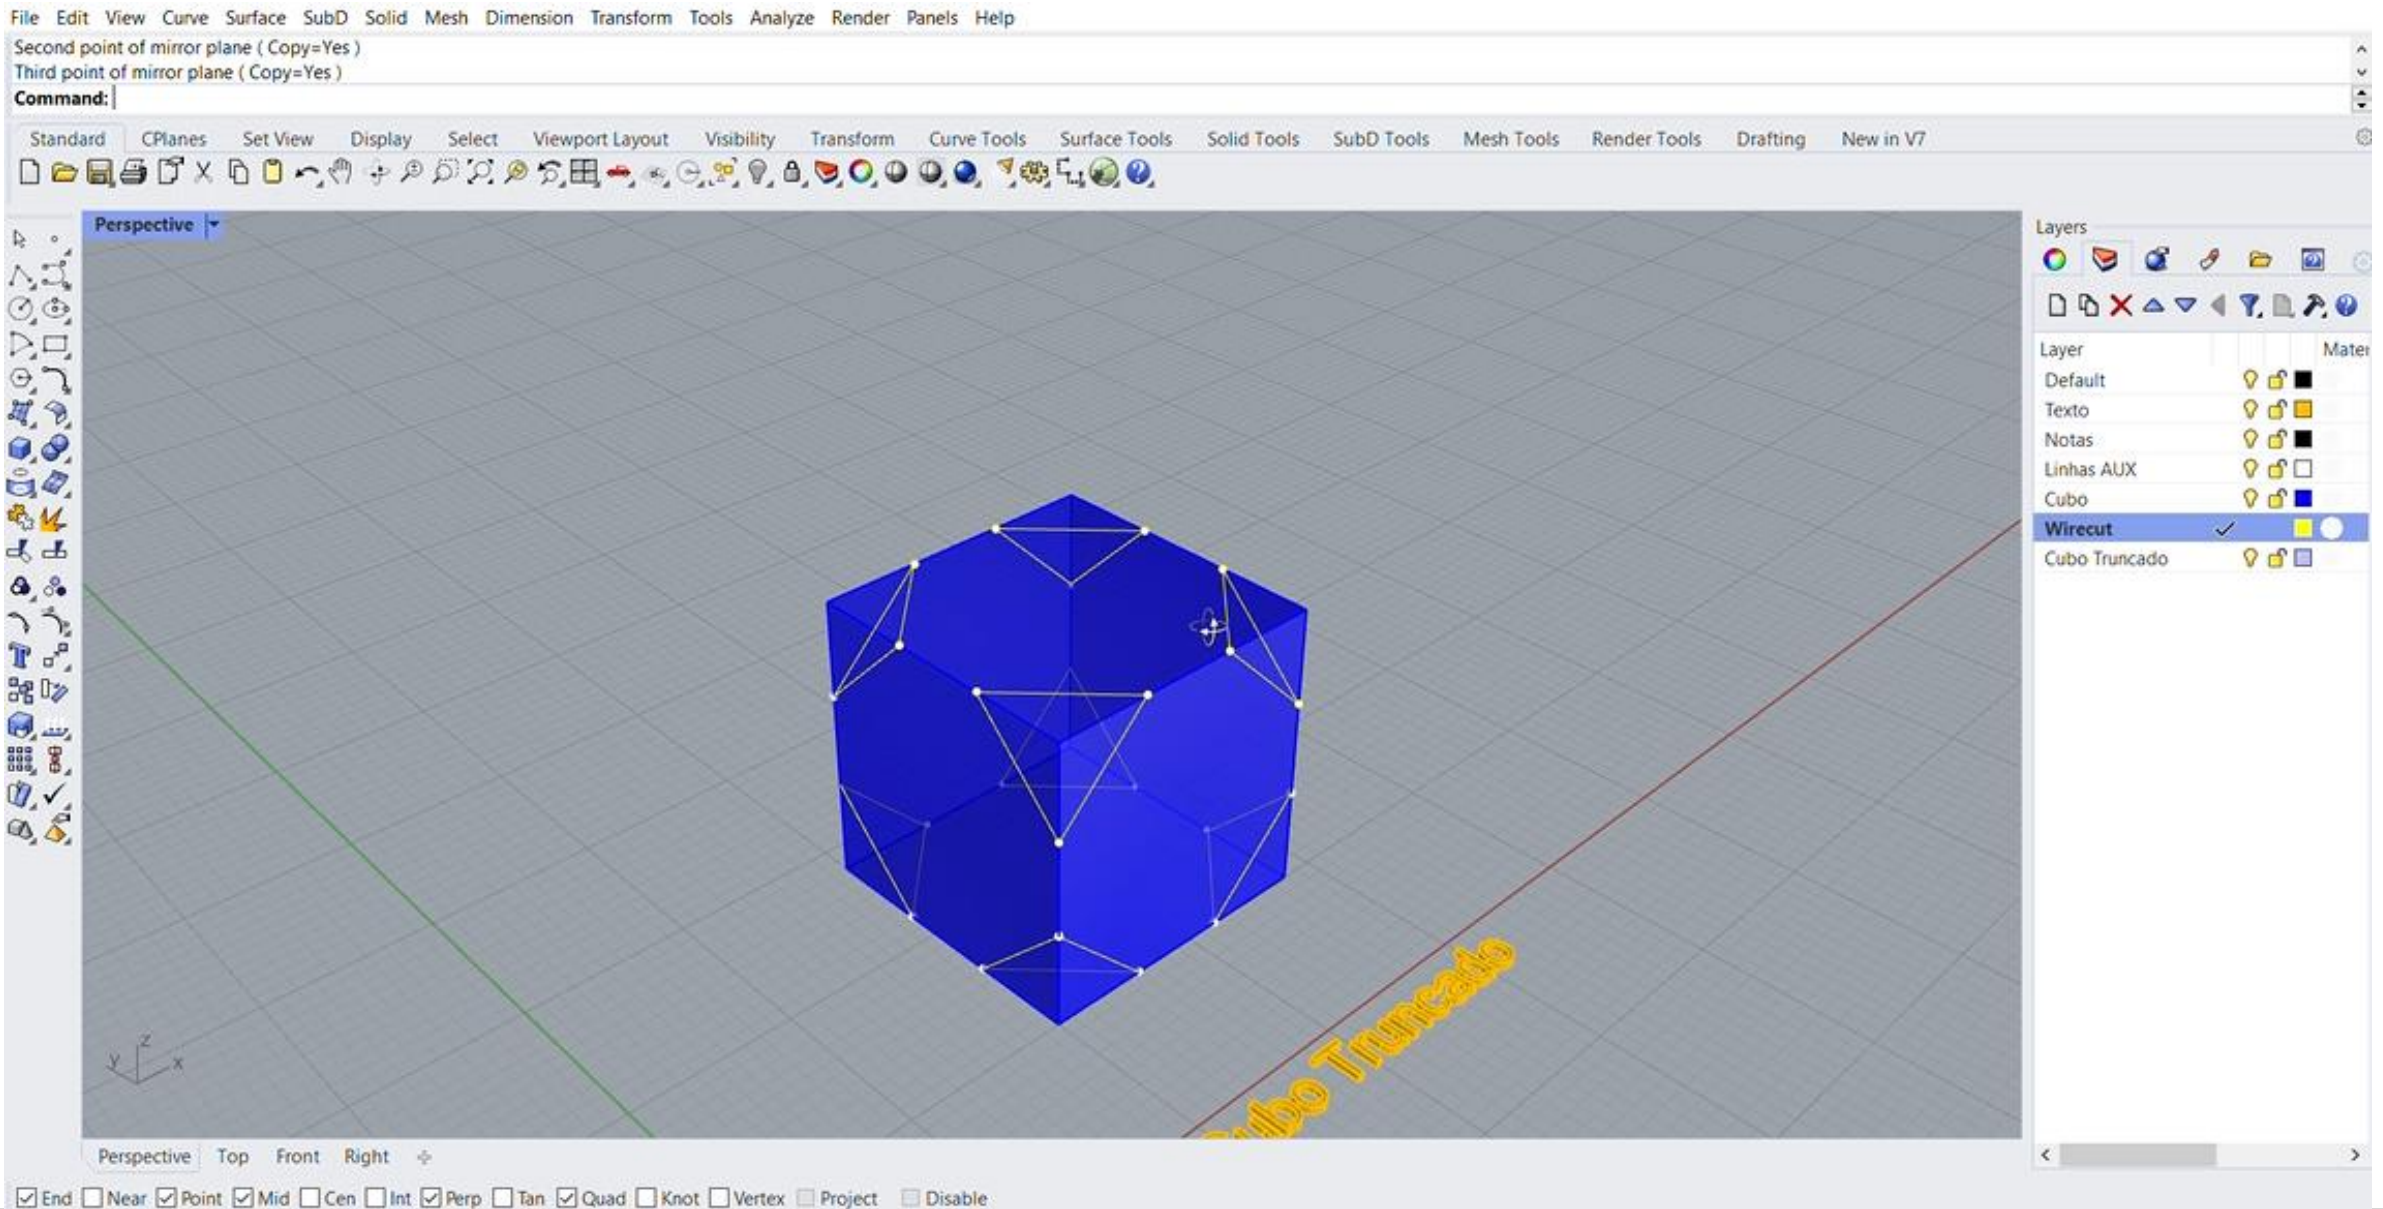 File Edit View Curve Surface SubD Solid Mesh Dimension Transform Tools Analyze Render Panels Help
Second point of mirror plane ( Copy=Yes )
Third point of mirror plane ( Copy=Yes )
Command:
Standard CPlanes Set View Display Select Viewport Layout Visibility Transform Curve Tools Surface Tools Solid Tools SubD Tools Mesh Tools Render Tools Drafting New in V7
Perspective
Layers
Layer Mater
Default
Texto
Notas
Linhas AUX
Cubo
Wirecut
Cubo Truncado
Cubo Truncado
z
y x
Perspective Top Front Right
End Near Point Mid Cen Int Perp Tan Quad Knot Vertex Project Disable